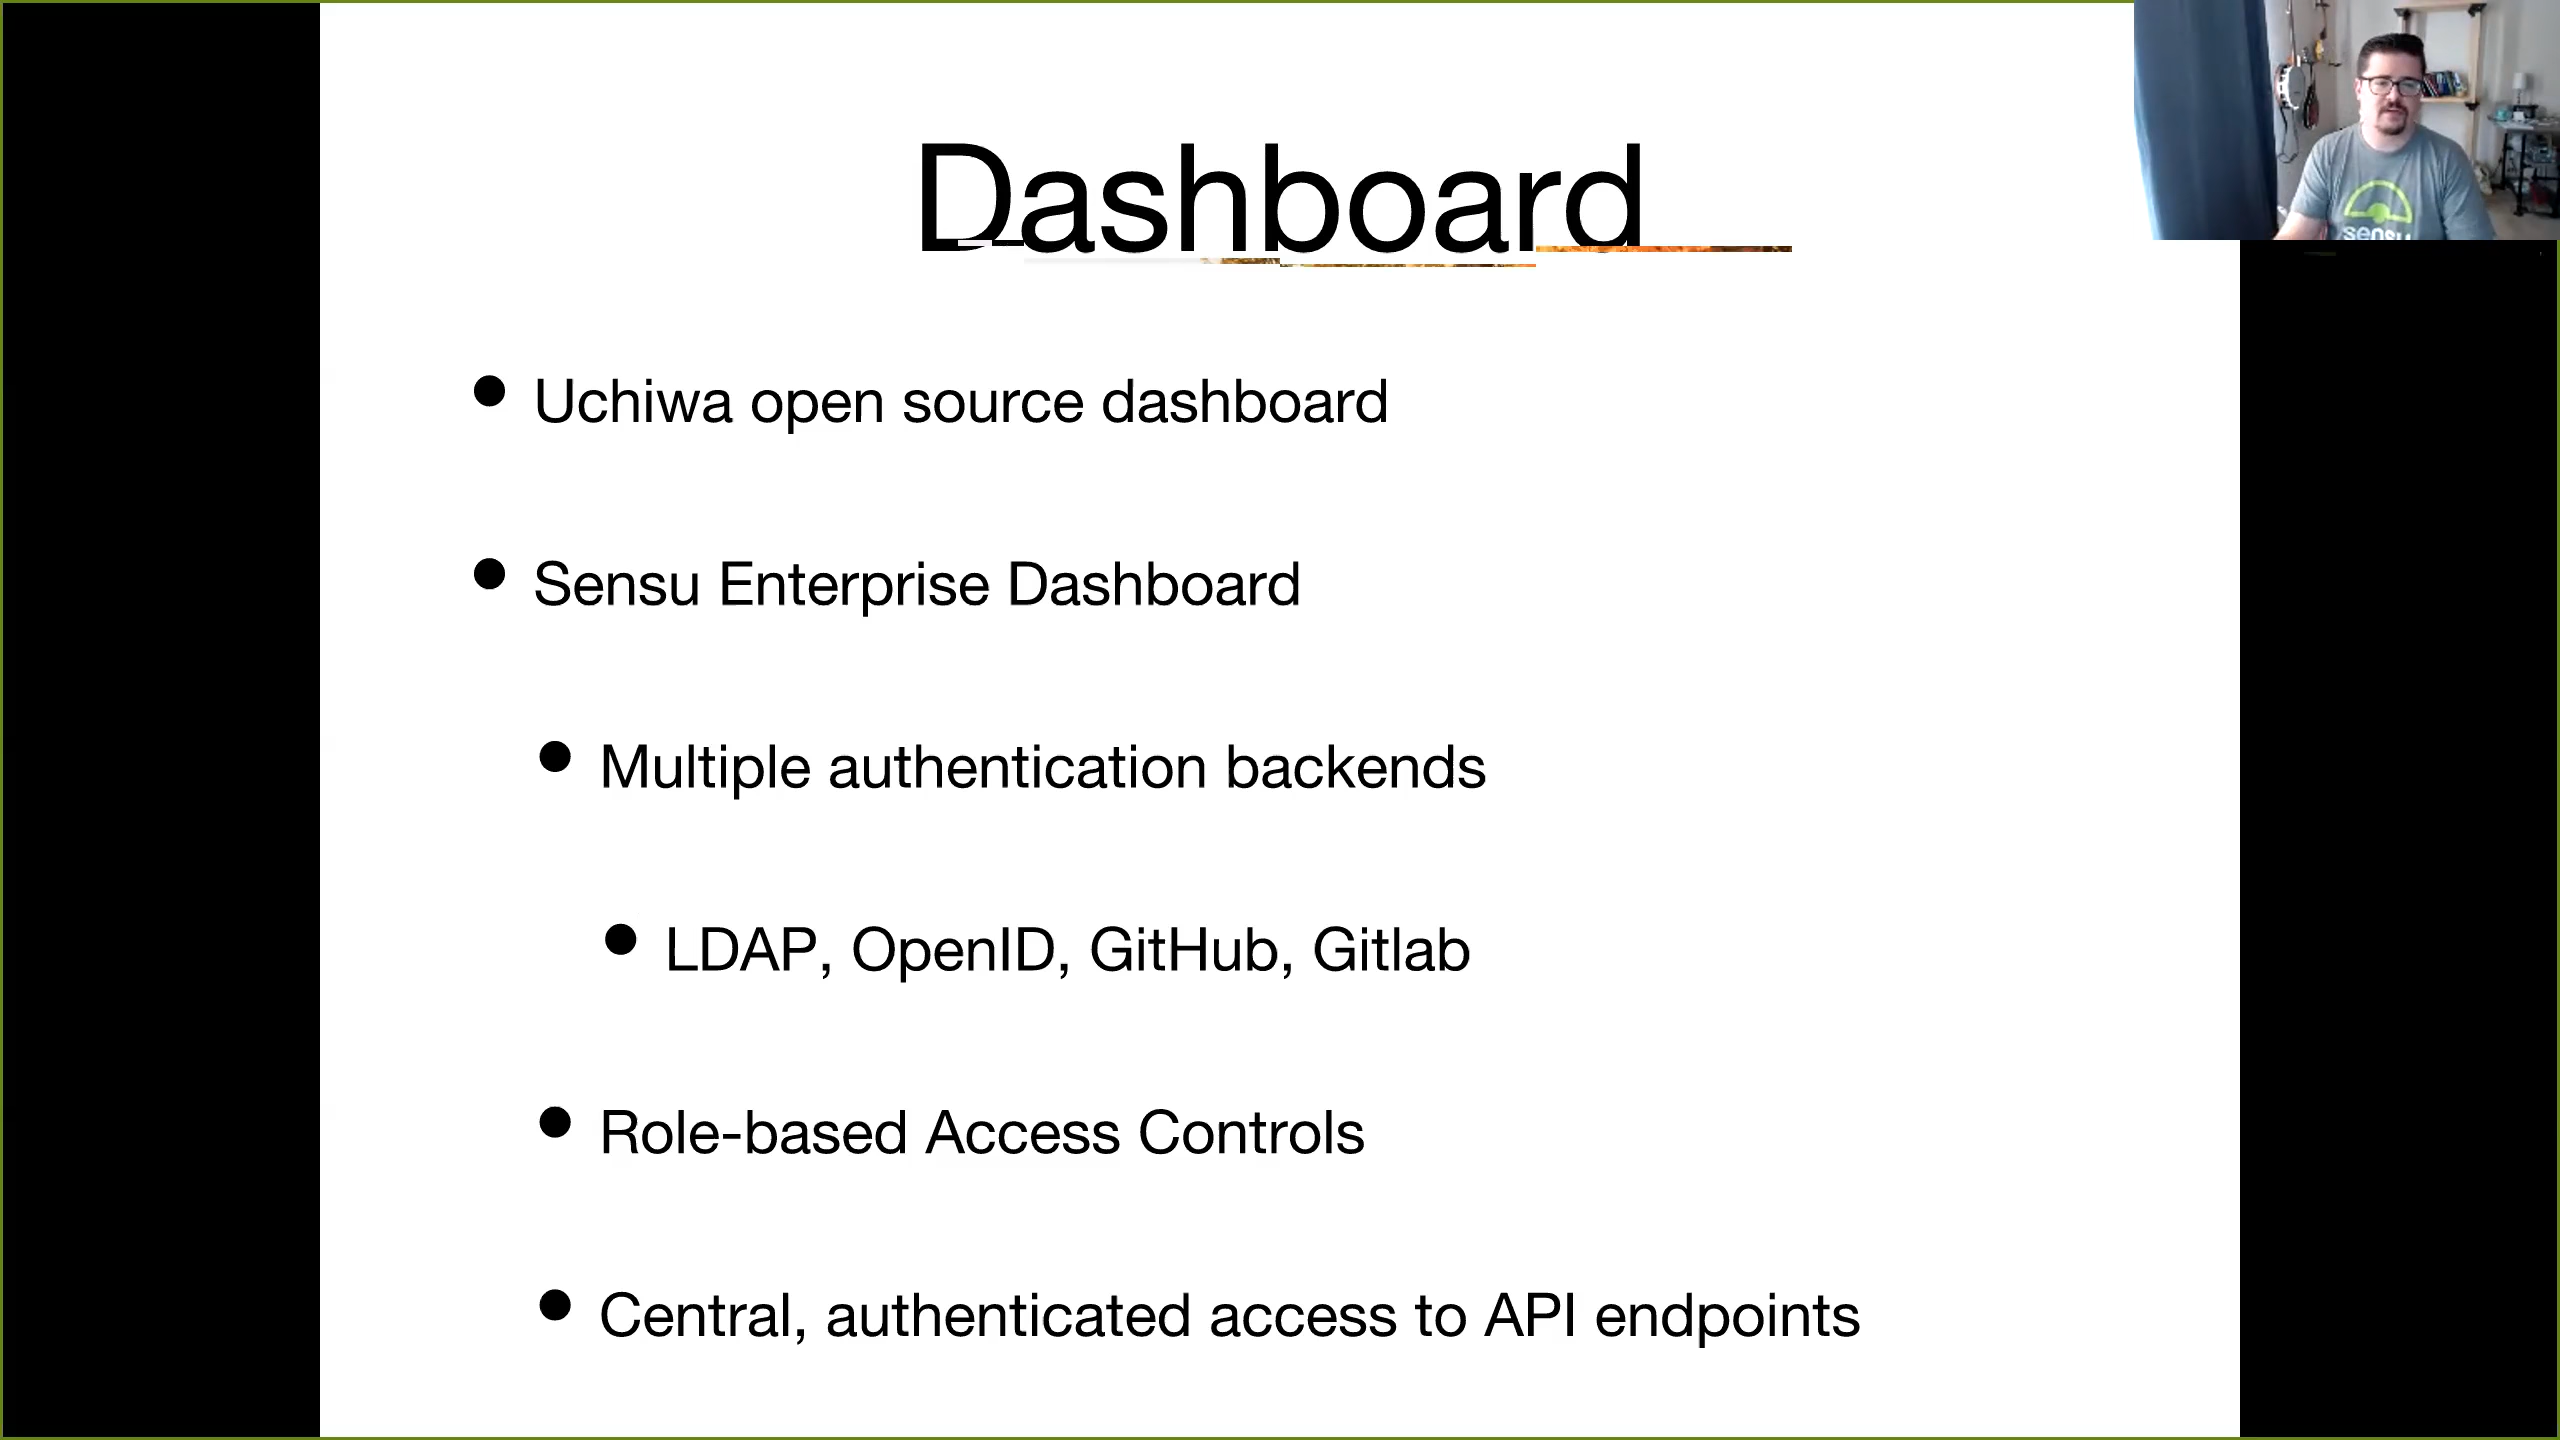 Dashboard
Uchiwa open source dashboard
Sensu Enterprise Dashboard
Multiple authentication backends
LDAP, OpenID, GitHub, Gitlab
Role-based Access Controls
Central, authenticated access to API endpoints
sensu